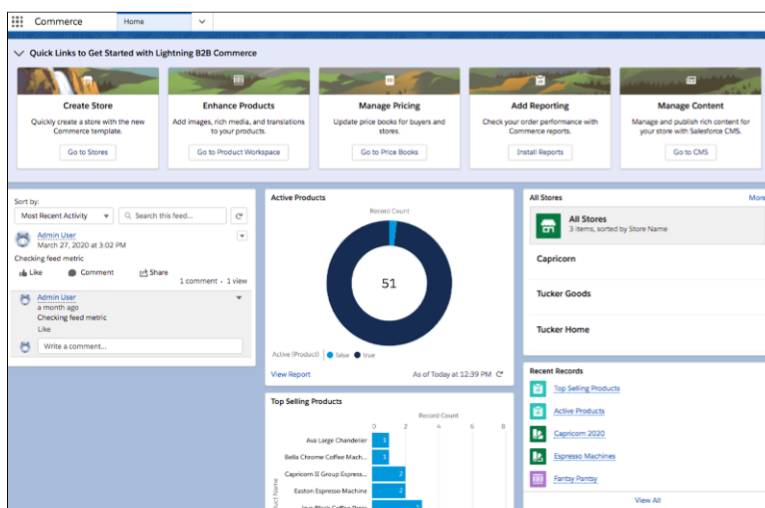 Commerce
Home
Quick Links to Get Started with Lightning B2B Commerce
Create Store
Quickly create a store with the new
Commerce template.
Go to Stores
Enhance Products
Add images, rich media, and translations
to your products.
Go to Product Workspace
Manage Pricing
Update price books for buyers and
stores.
Go to Price Books
Add Reporting
Check your order performance with
Commerce reports.
Install Reports
Manage Content
Manage and publish rich content for
your store with Salesforce CMS.
Go to CMS
Sort by:
Most Recent Activity
Search this feed...
Admin User
March 27, 2020 at 3:02 PM
Checking feed metric
Like Comment Share
1 comment · 1 view
Admin User
a month ago
Checking feed metric
Like
Write a comment...
Active Products
Record Count
51
Active (Product) false true
View Report As of Today at 12:39 PM
Top Selling Products
Record Count
0 2 4 6 8
Ava Large Chandelier
Bella Chrome Coffee Mach...
Capricorn II Group Espress... 2
Easton Espresso Machine 2
All Stores More
All Stores
3 items, sorted by Store Name
Capricorn
Tucker Goods
Tucker Home
Recent Records
Top Selling Products
Active Products
Capricorn 2020
Espresso Machines
Fantsy Pantsy
View All